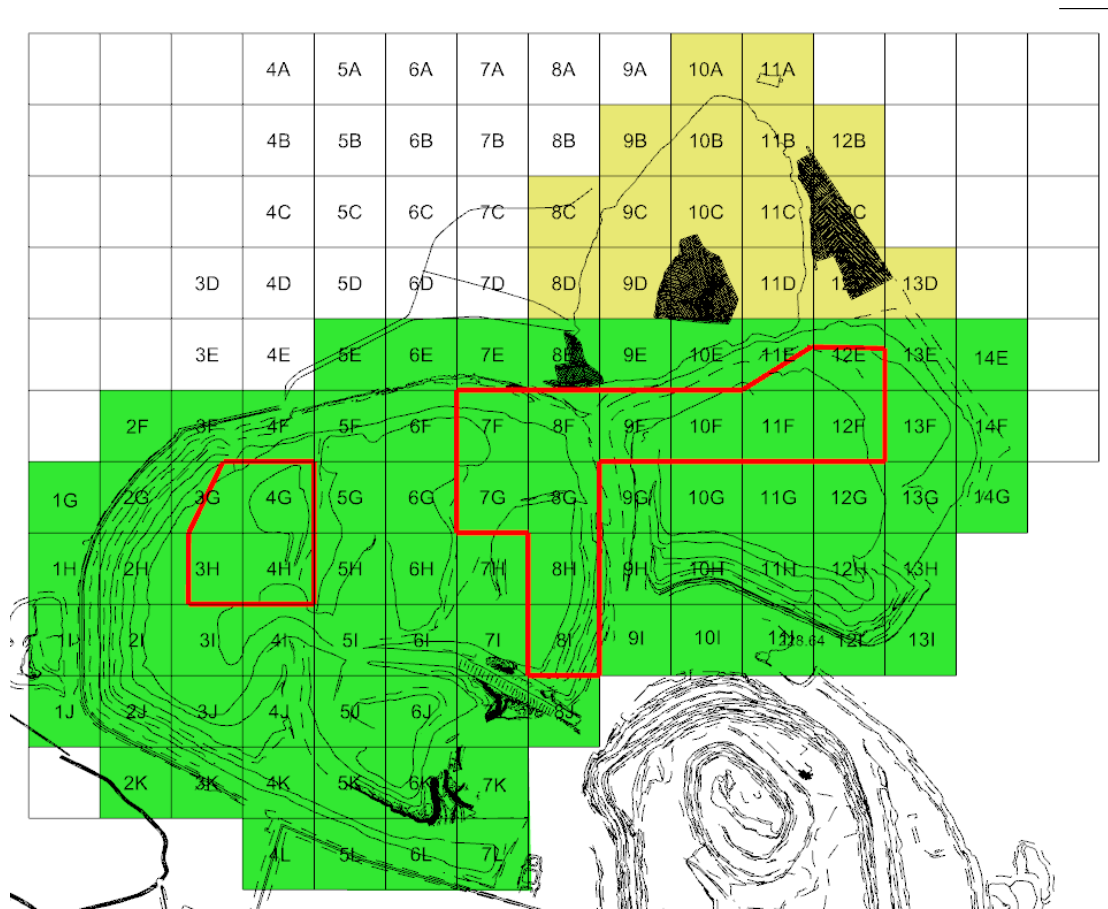 4A 5A 6A 7A 8A 9A 10A 11A
4B 5B 6B 7B 8B 9B 10B 11B 12B
4C 5C 6C 7C 8C 9C 10C 11C
3D 4D 5D 6D 7D 8D 9D 11D 13D
3E 4E 5E 6E 7E 8E 9E 10E 11E 12E 13E 14E
2F 3F 4F 5F 6F 7F 8F 9F 10F 11F 12F 13F 14F
1G 2G 3G 4G 5G 6G 7G 8G 9G 10G 11G 12G 13G 14G
1H 2H 3H 4H 5H 6H 7H 8H 9H 10H 11H 12H 13H
1I 2I 3I 4I 5I 6I 7I 8I 9I 10I 12I 13I
1J 2J 3J 4J 5J 6J 7J 8J
2K 3K 4K 5K 6K 7K
4L 5L 6L 7L